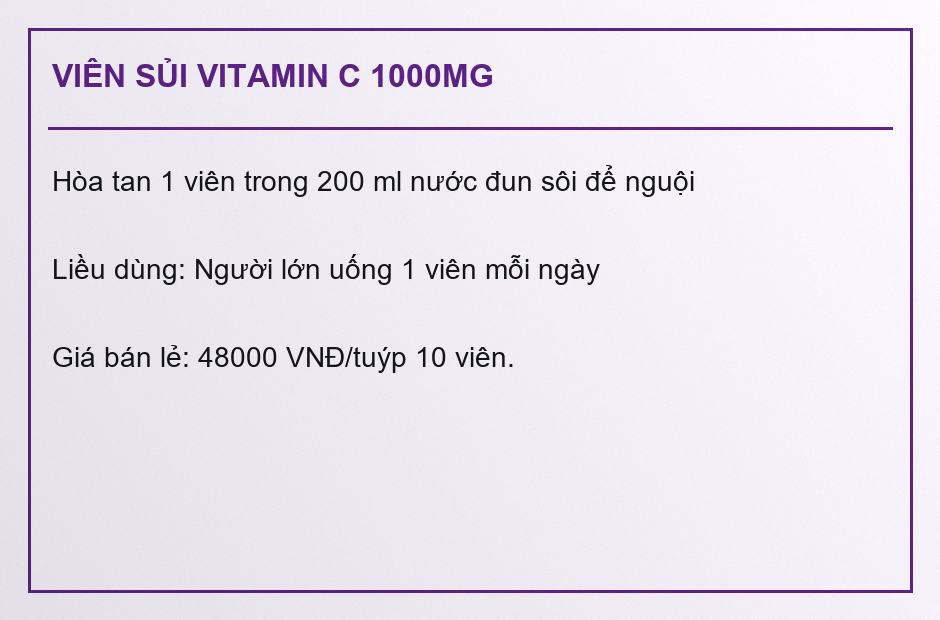 VIÊN SỦI VITAMIN C 1000MG
Hòa tan 1 viên trong 200 ml nước đun sôi để nguội
Liều dùng: Người lớn uống 1 viên mỗi ngày
Giá bán lẻ: 48000 VNĐ/tuýp 10 viên.